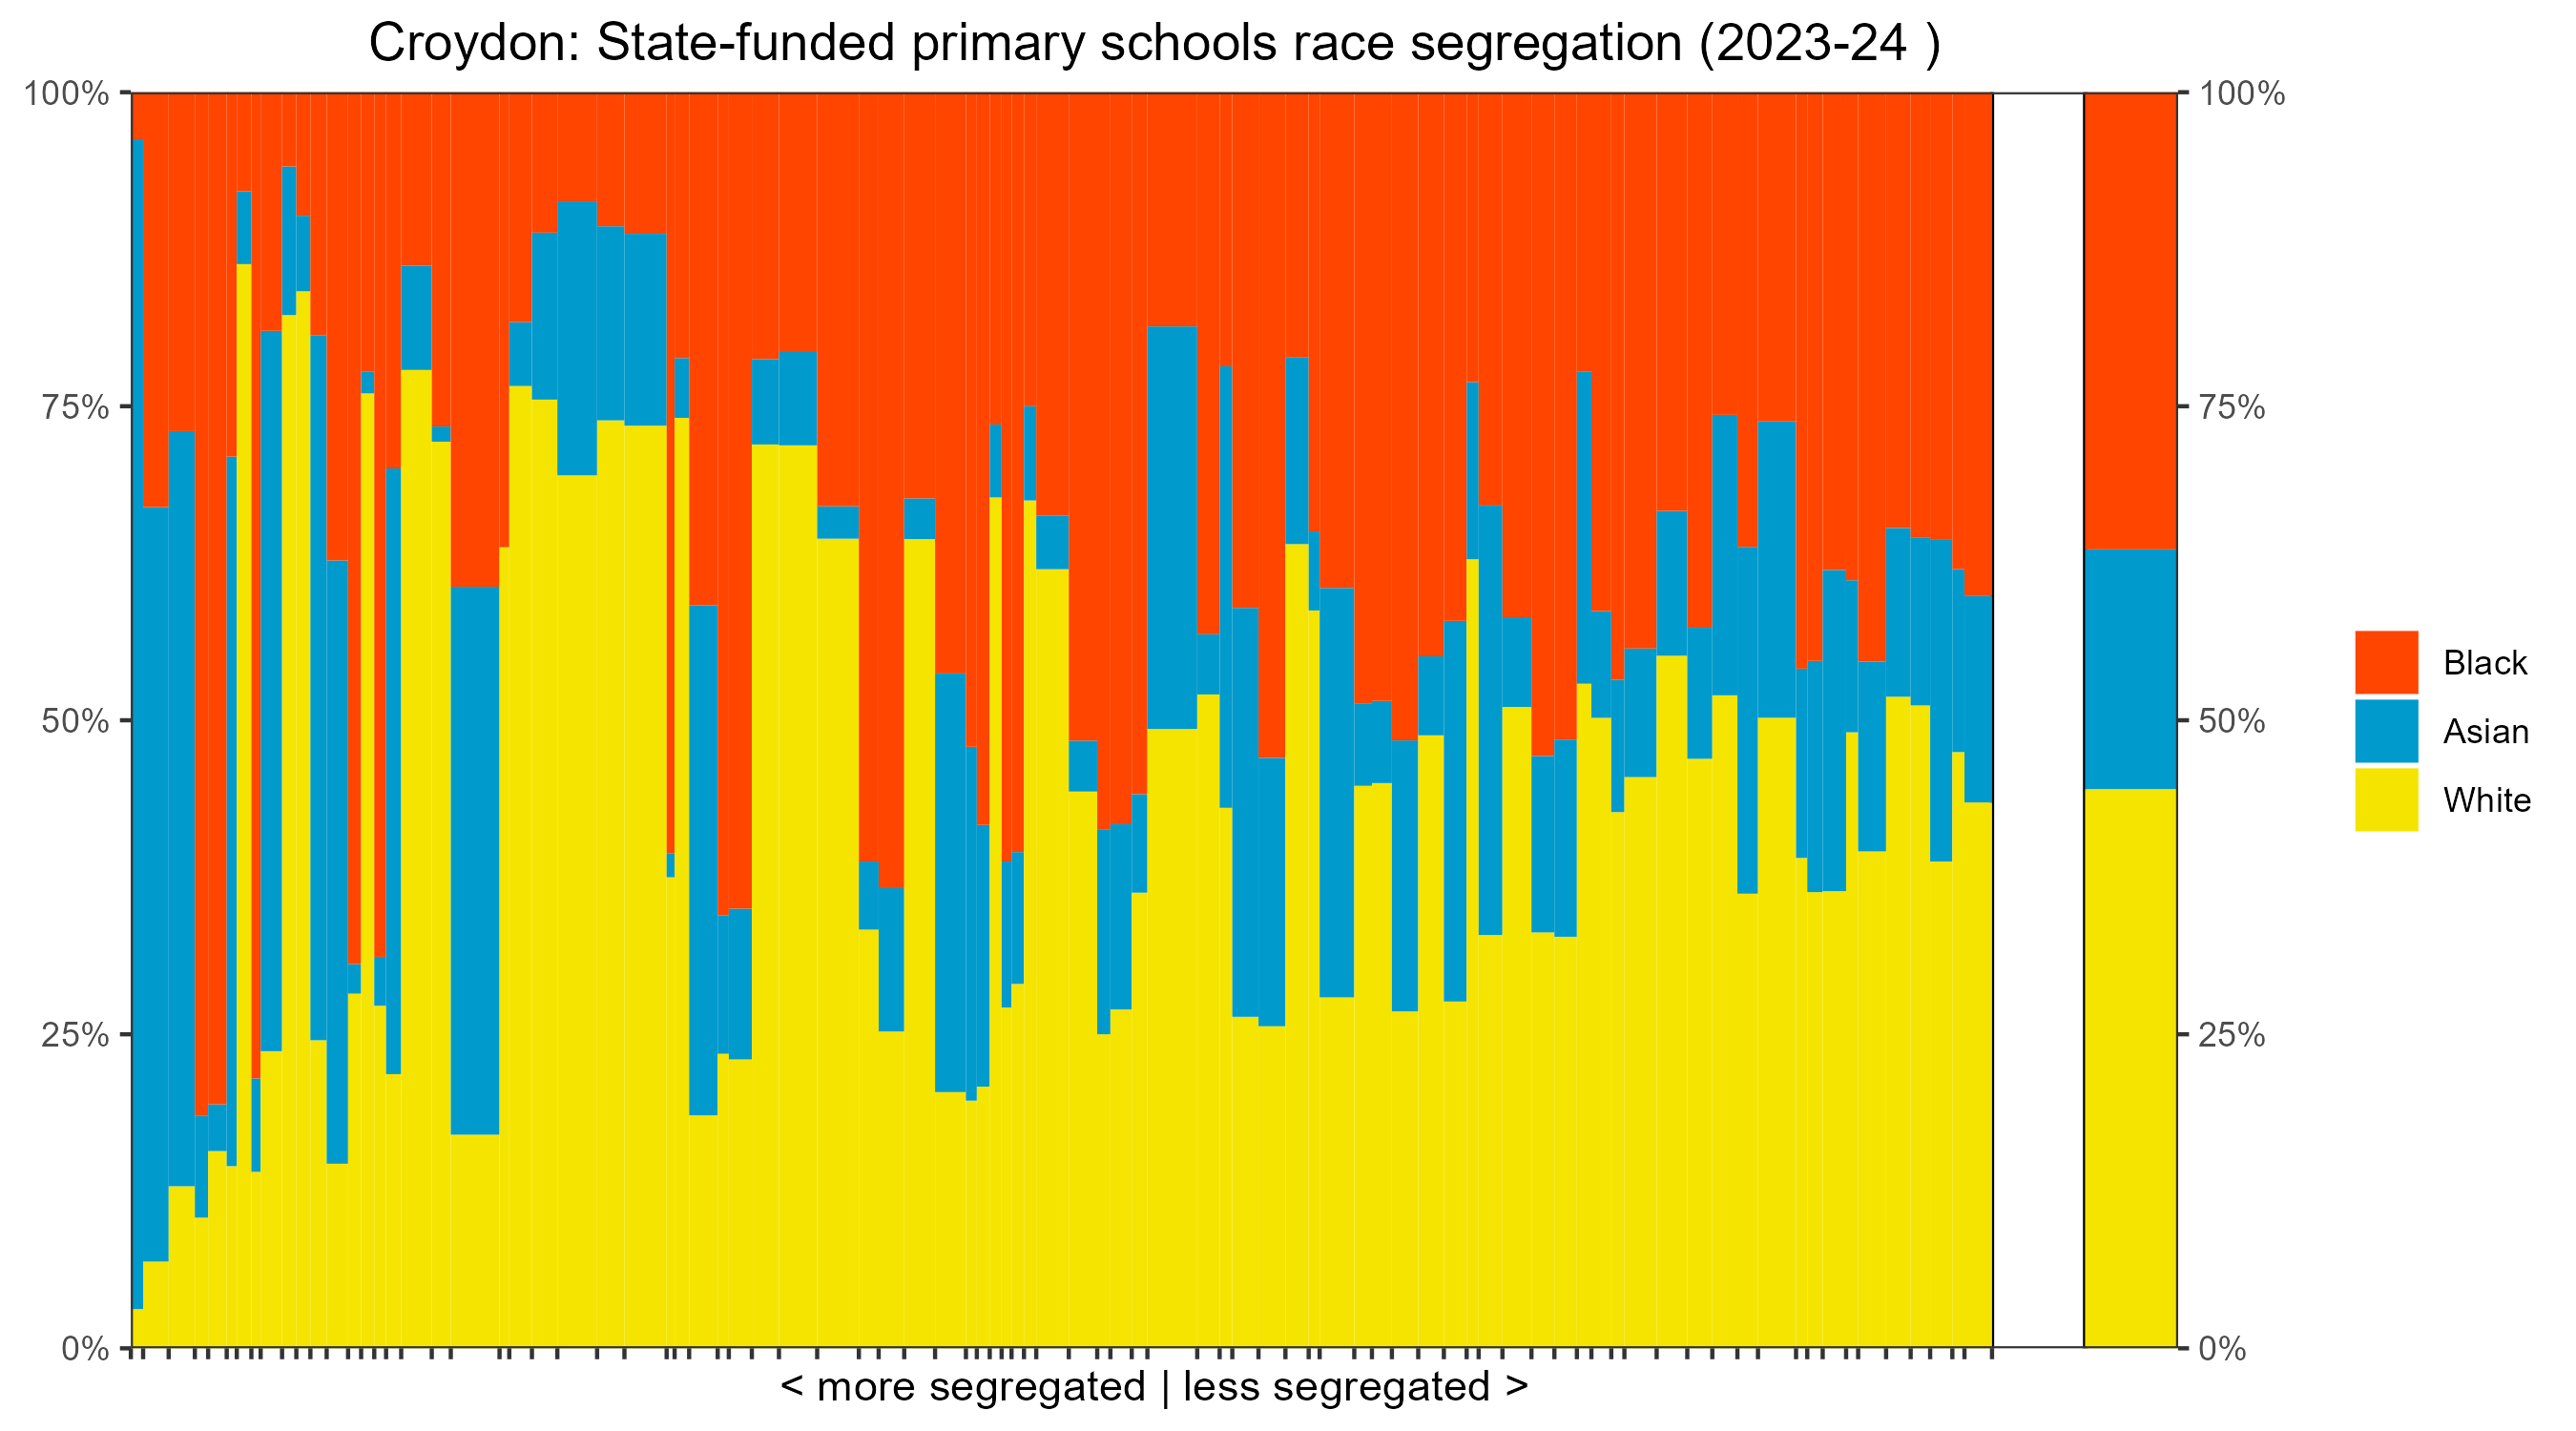 Croydon: State-funded primary schools race segregation (2023-24 )
100%
75%
50%
25%
0%
100%
75%
50%
25%
0%
Black
Asian
White
< more segregated | less segregated >